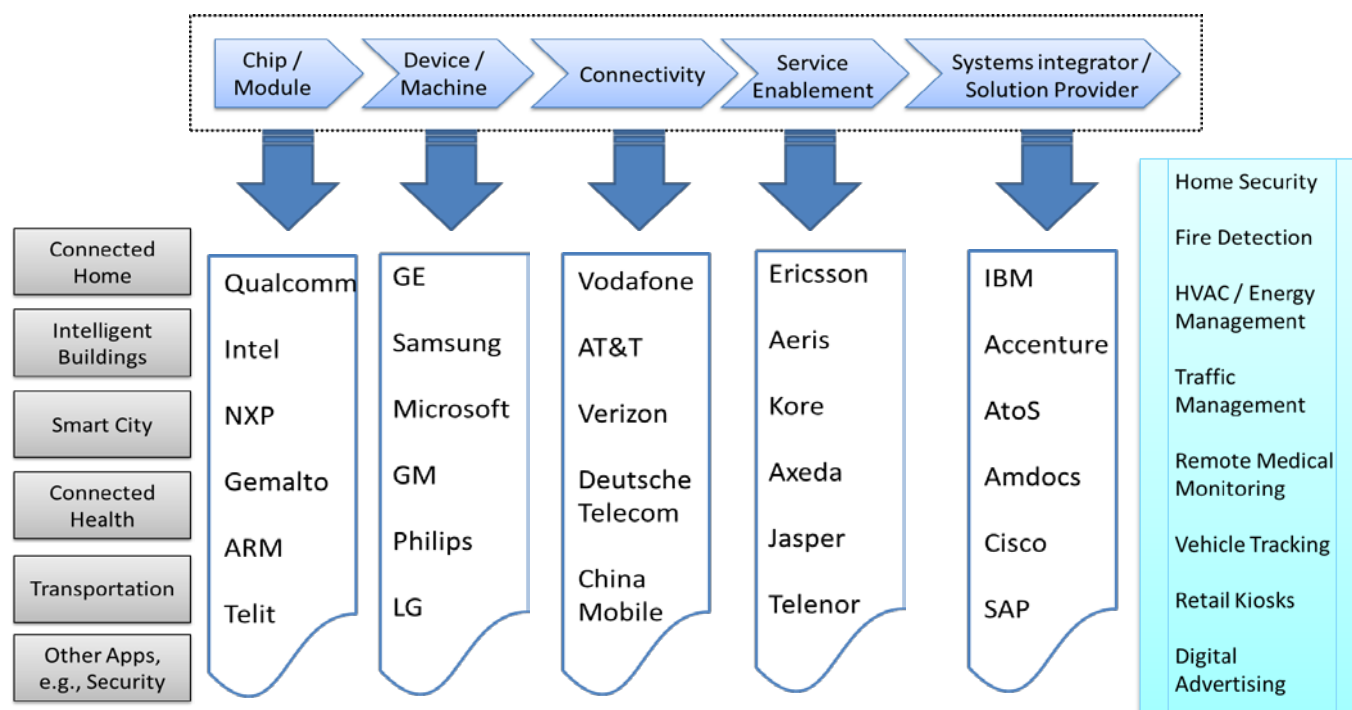 Chip /
Module
Device /
Machine
Connectivity
Service
Enablement
Systems integrator /
Solution Provider
Connected
Home
Intelligent
Buildings
Smart City
Connected
Health
Transportation
Other Apps,
e.g., Security
Qualcomm
Intel
NXP
Gemalto
ARM
Telit
GE
Samsung
Microsoft
GM
Philips
LG
Vodafone
AT&T
Verizon
Deutsche
Telecom
China
Mobile
Ericsson
Aeris
Kore
Axeda
Jasper
Telenor
IBM
Accenture
AtoS
Amdocs
Cisco
SAP
Home Security
Fire Detection
HVAC / Energy
Management
Traffic
Management
Remote Medical
Monitoring
Vehicle Tracking
Retail Kiosks
Digital
Advertising